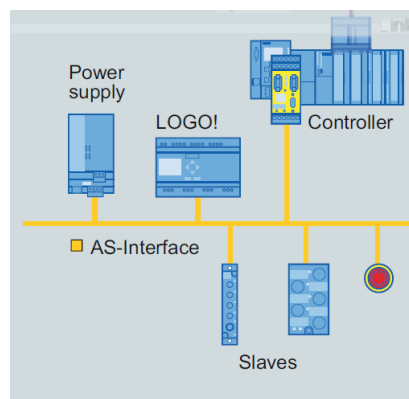 Power
supply
LOGO!
Controller
AS-Interface
Slaves